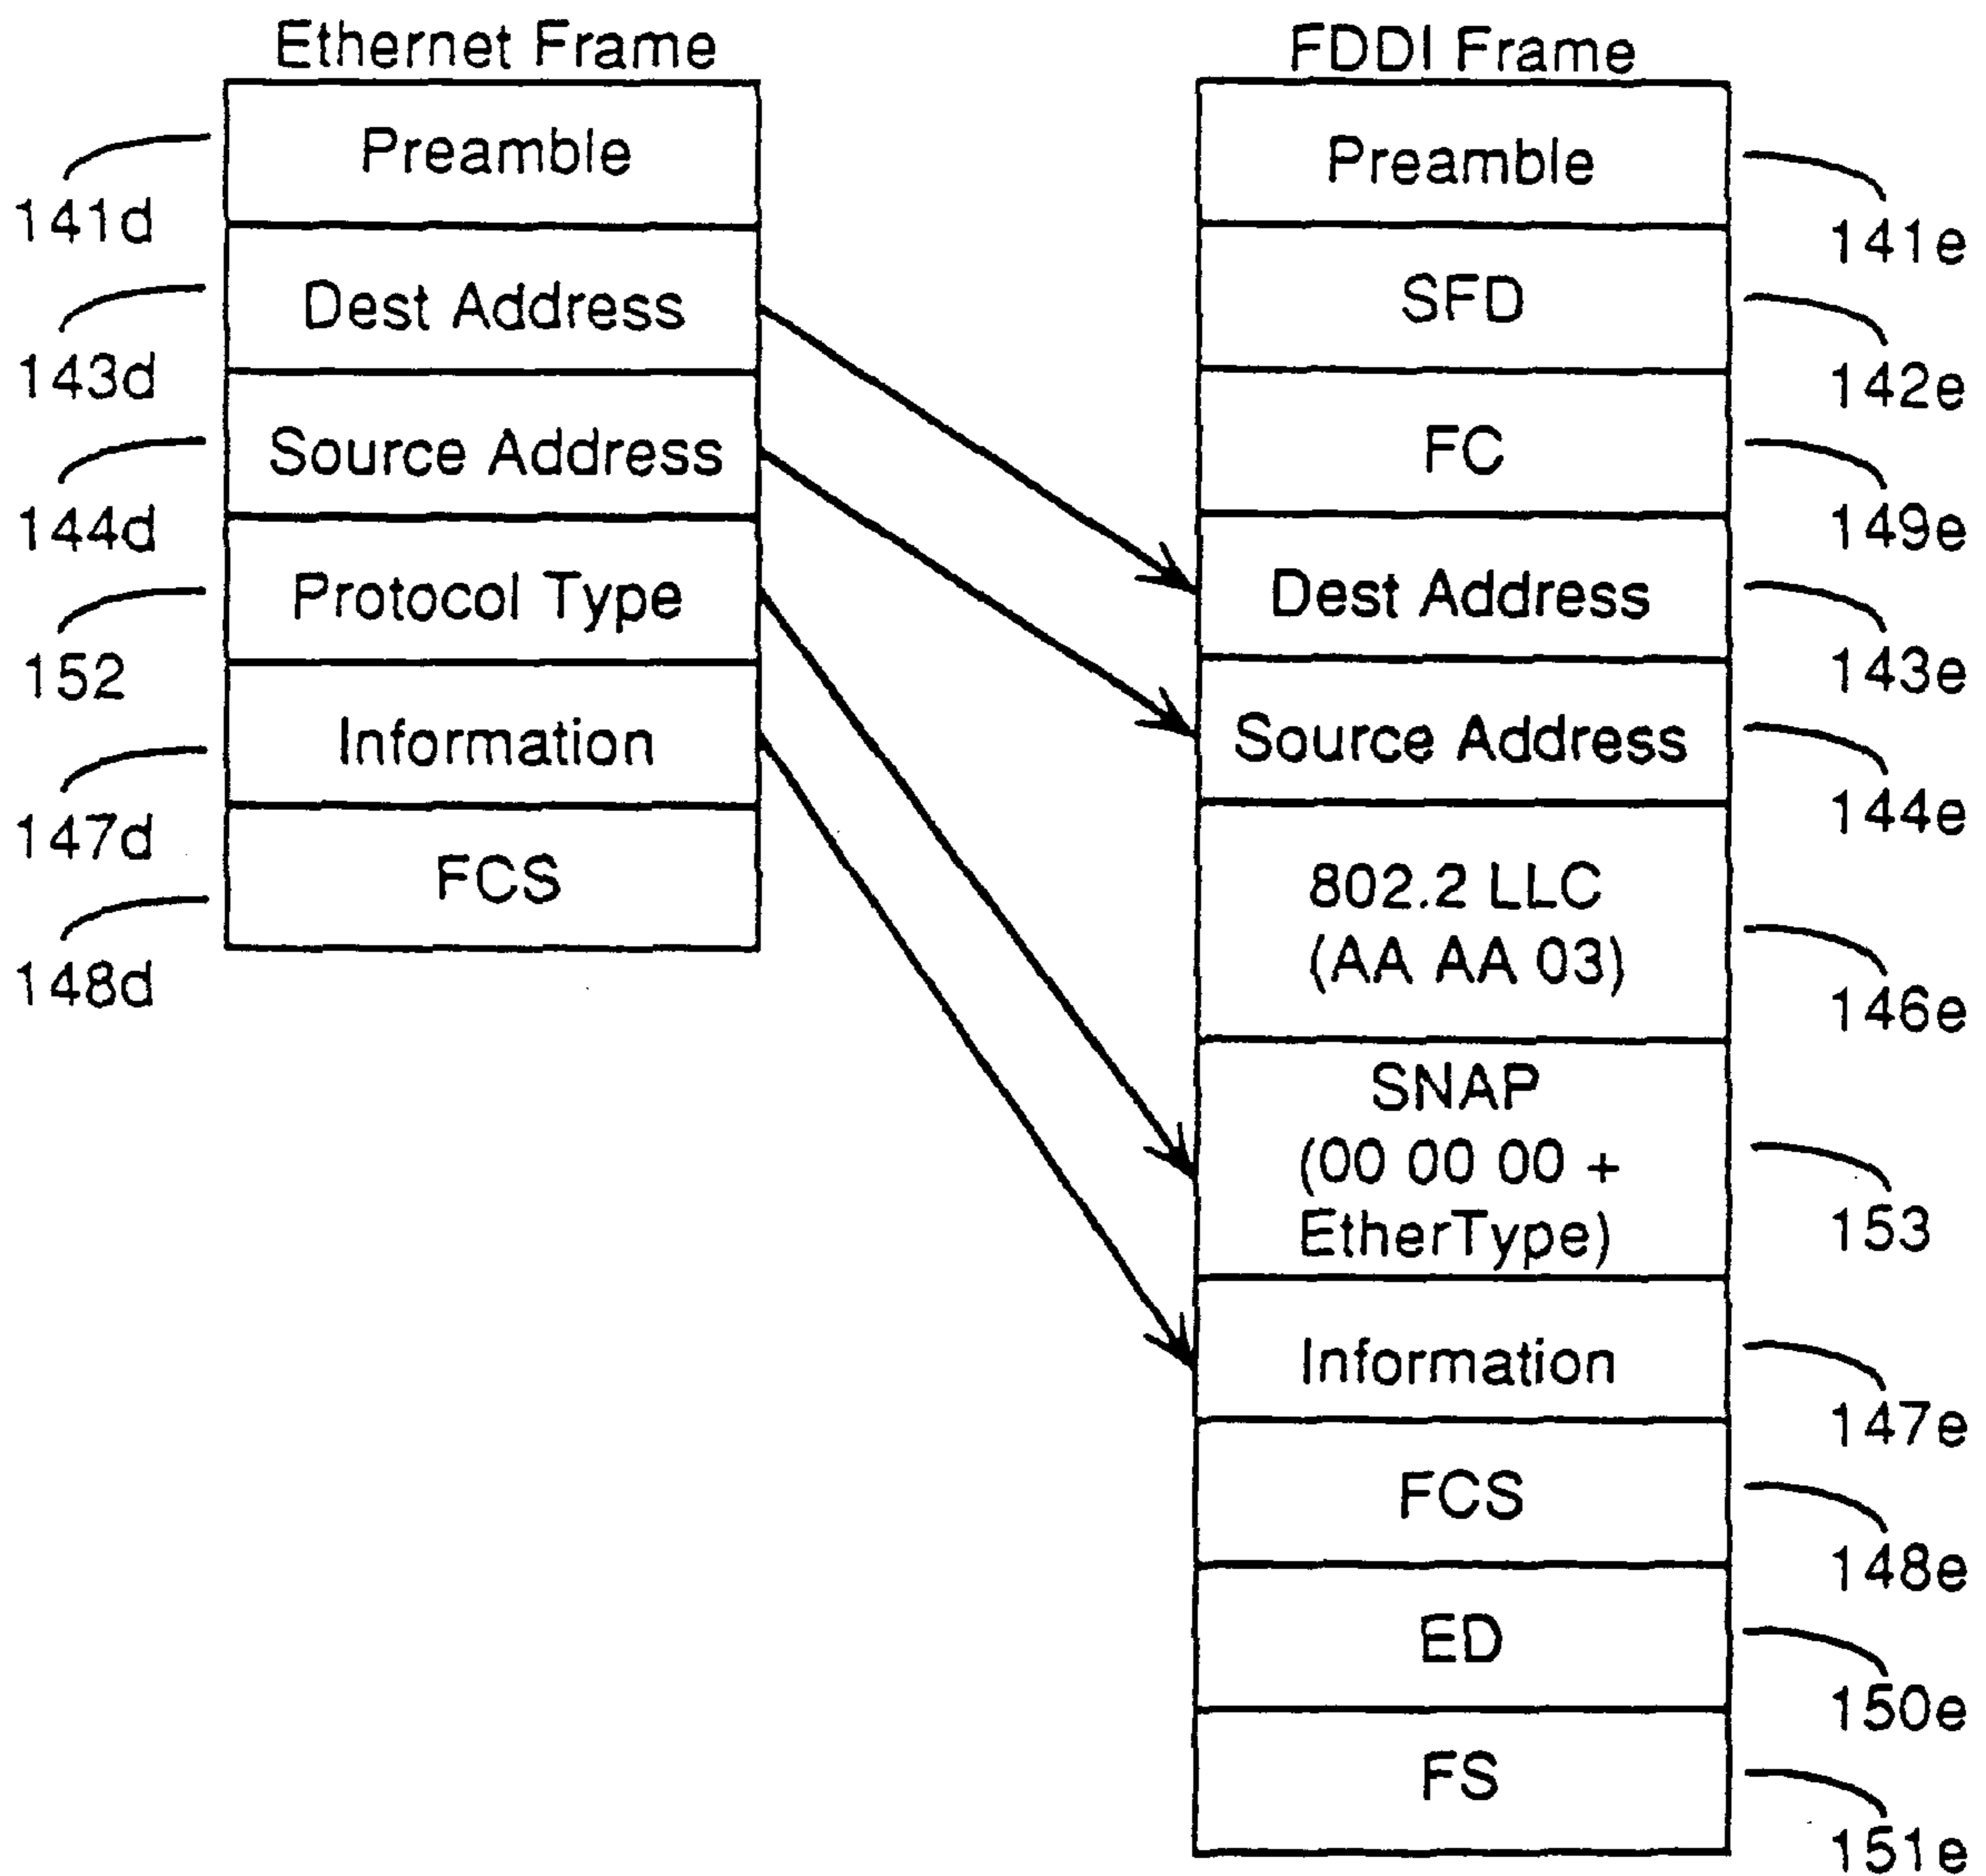 Ethernet Frame
Preamble
Dest Address
Source Address
Protocol Type
Information
FCS
141d
143d
144d
152
147d
148d
FDDI Frame
Preamble
SFD
FC
Dest Address
Source Address
802.2 LLC
(AA AA 03)
SNAP
(00 00 00 +
EtherType)
Information
FCS
ED
FS
141e
142e
149e
143e
144e
146e
153
147e
148e
150e
151e